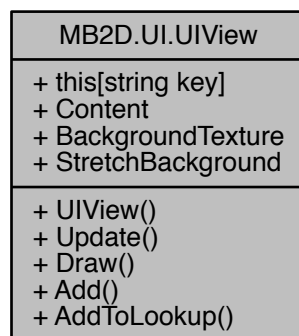 MB2D.UI.UIView
+ this[string key]
+ Content
+ BackgroundTexture
+ StretchBackground
+ UIView()
+ Update()
+ Draw()
+ Add()
+ AddToLookup()